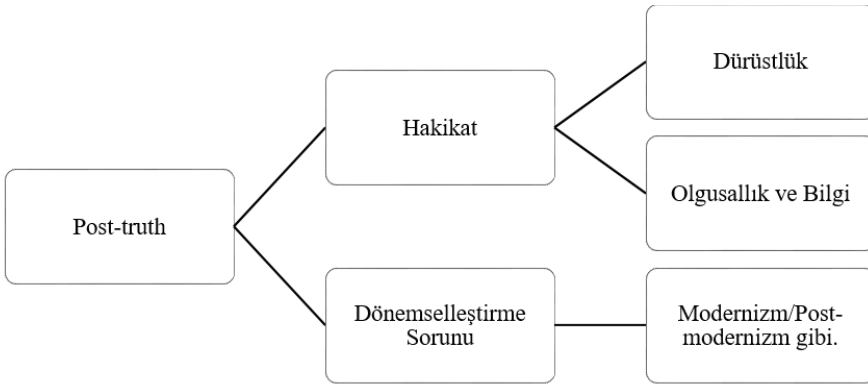 Post-truth
Hakikat
Dürüstlük
Olgusallık ve Bilgi
Dönemselleştirme
Sorunu
Modernizm/Post-
modernizm gibi.